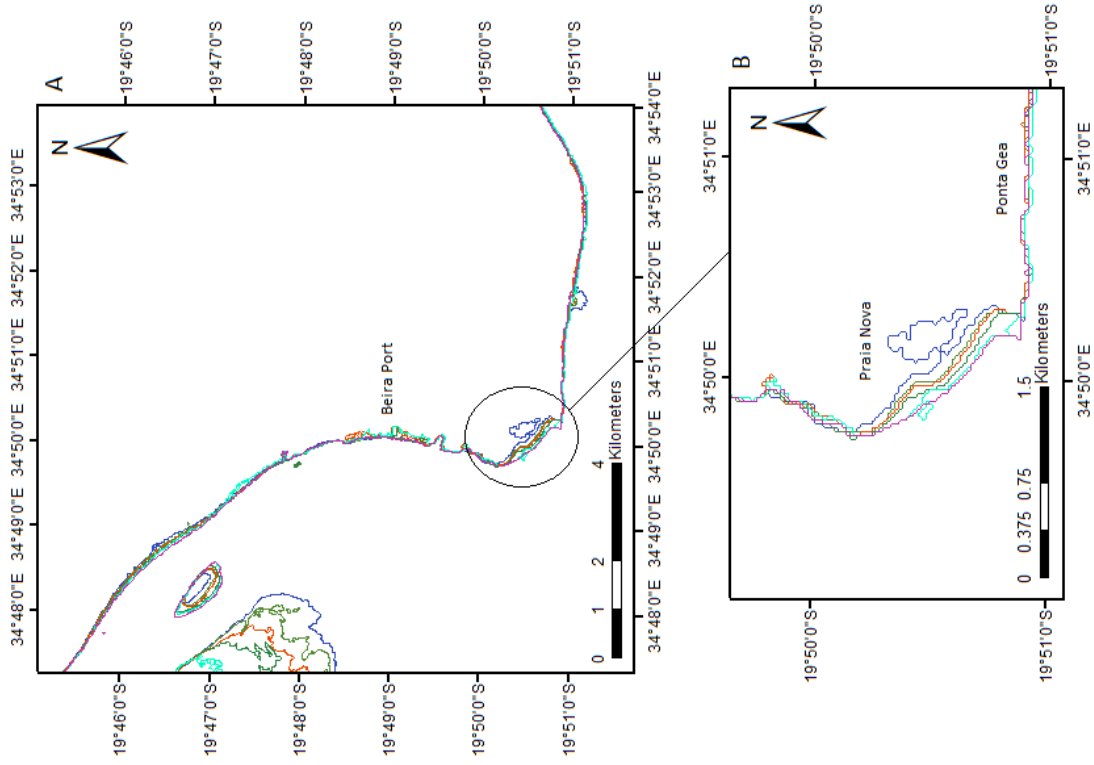 A
N
34°48'0"E 34°49'0"E 34°50'0"E 34°51'0"E 34°52'0"E 34°53'0"E
19°46'0"S 19°46'0"S
19°47'0"S 19°47'0"S
19°48'0"S 19°48'0"S
19°49'0"S 19°49'0"S
19°50'0"S 19°50'0"S
19°51'0"S 19°51'0"S
Beira Port
0 1 2 4
Kilometers
34°48'0"E 34°49'0"E 34°50'0"E 34°51'0"E 34°52'0"E 34°53'0"E 34°54'0"E
B
N
34°50'0"E 34°51'0"E
19°50'0"S 19°50'0"S
19°51'0"S 19°51'0"S
Praia Nova
Ponta Gea
0 0.375 0.75 1.5
Kilometers
34°50'0"E 34°51'0"E